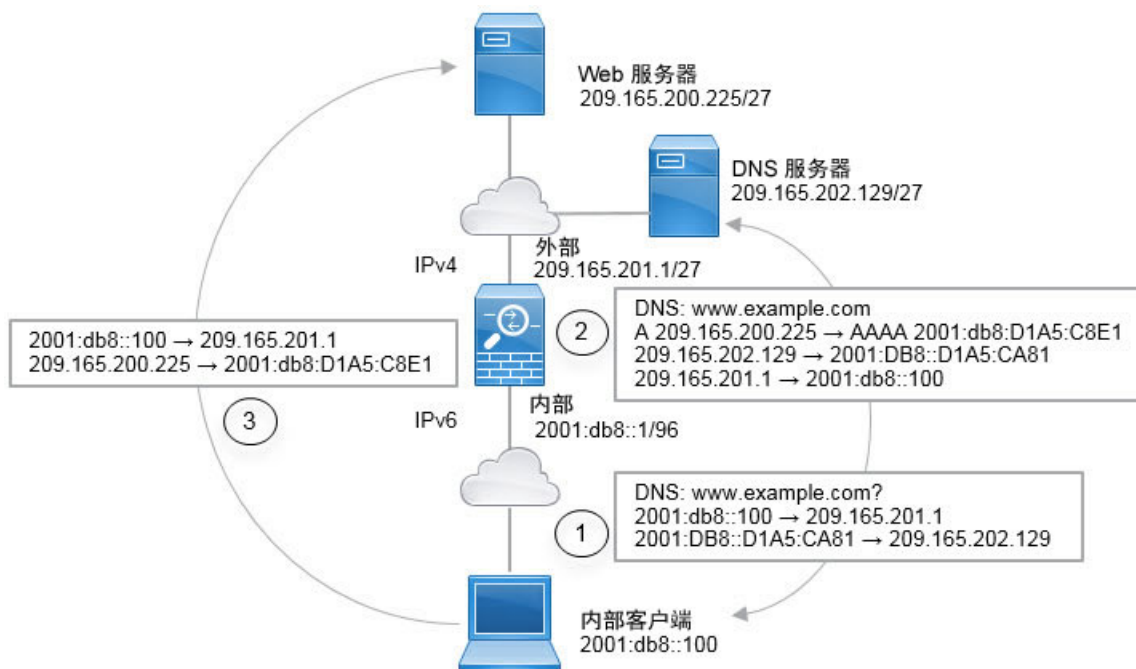 Web 服务器
209.165.200.225/27
DNS 服务器
209.165.202.129/27
IPv4
外部
209.165.201.1/27
2
DNS: www.example.com
A 209.165.200.225 → AAAA 2001:db8:D1A5:C8E1
209.165.202.129 → 2001:DB8::D1A5:CA81
209.165.201.1 → 2001:db8::100
2001:db8::100 → 209.165.201.1
209.165.200.225 → 2001:db8:D1A5:C8E1
3
IPv6
内部
2001:db8::1/96
1
DNS: www.example.com?
2001:db8::100 → 209.165.201.1
2001:DB8::D1A5:CA81 → 209.165.202.129
内部客户端
2001:db8::100